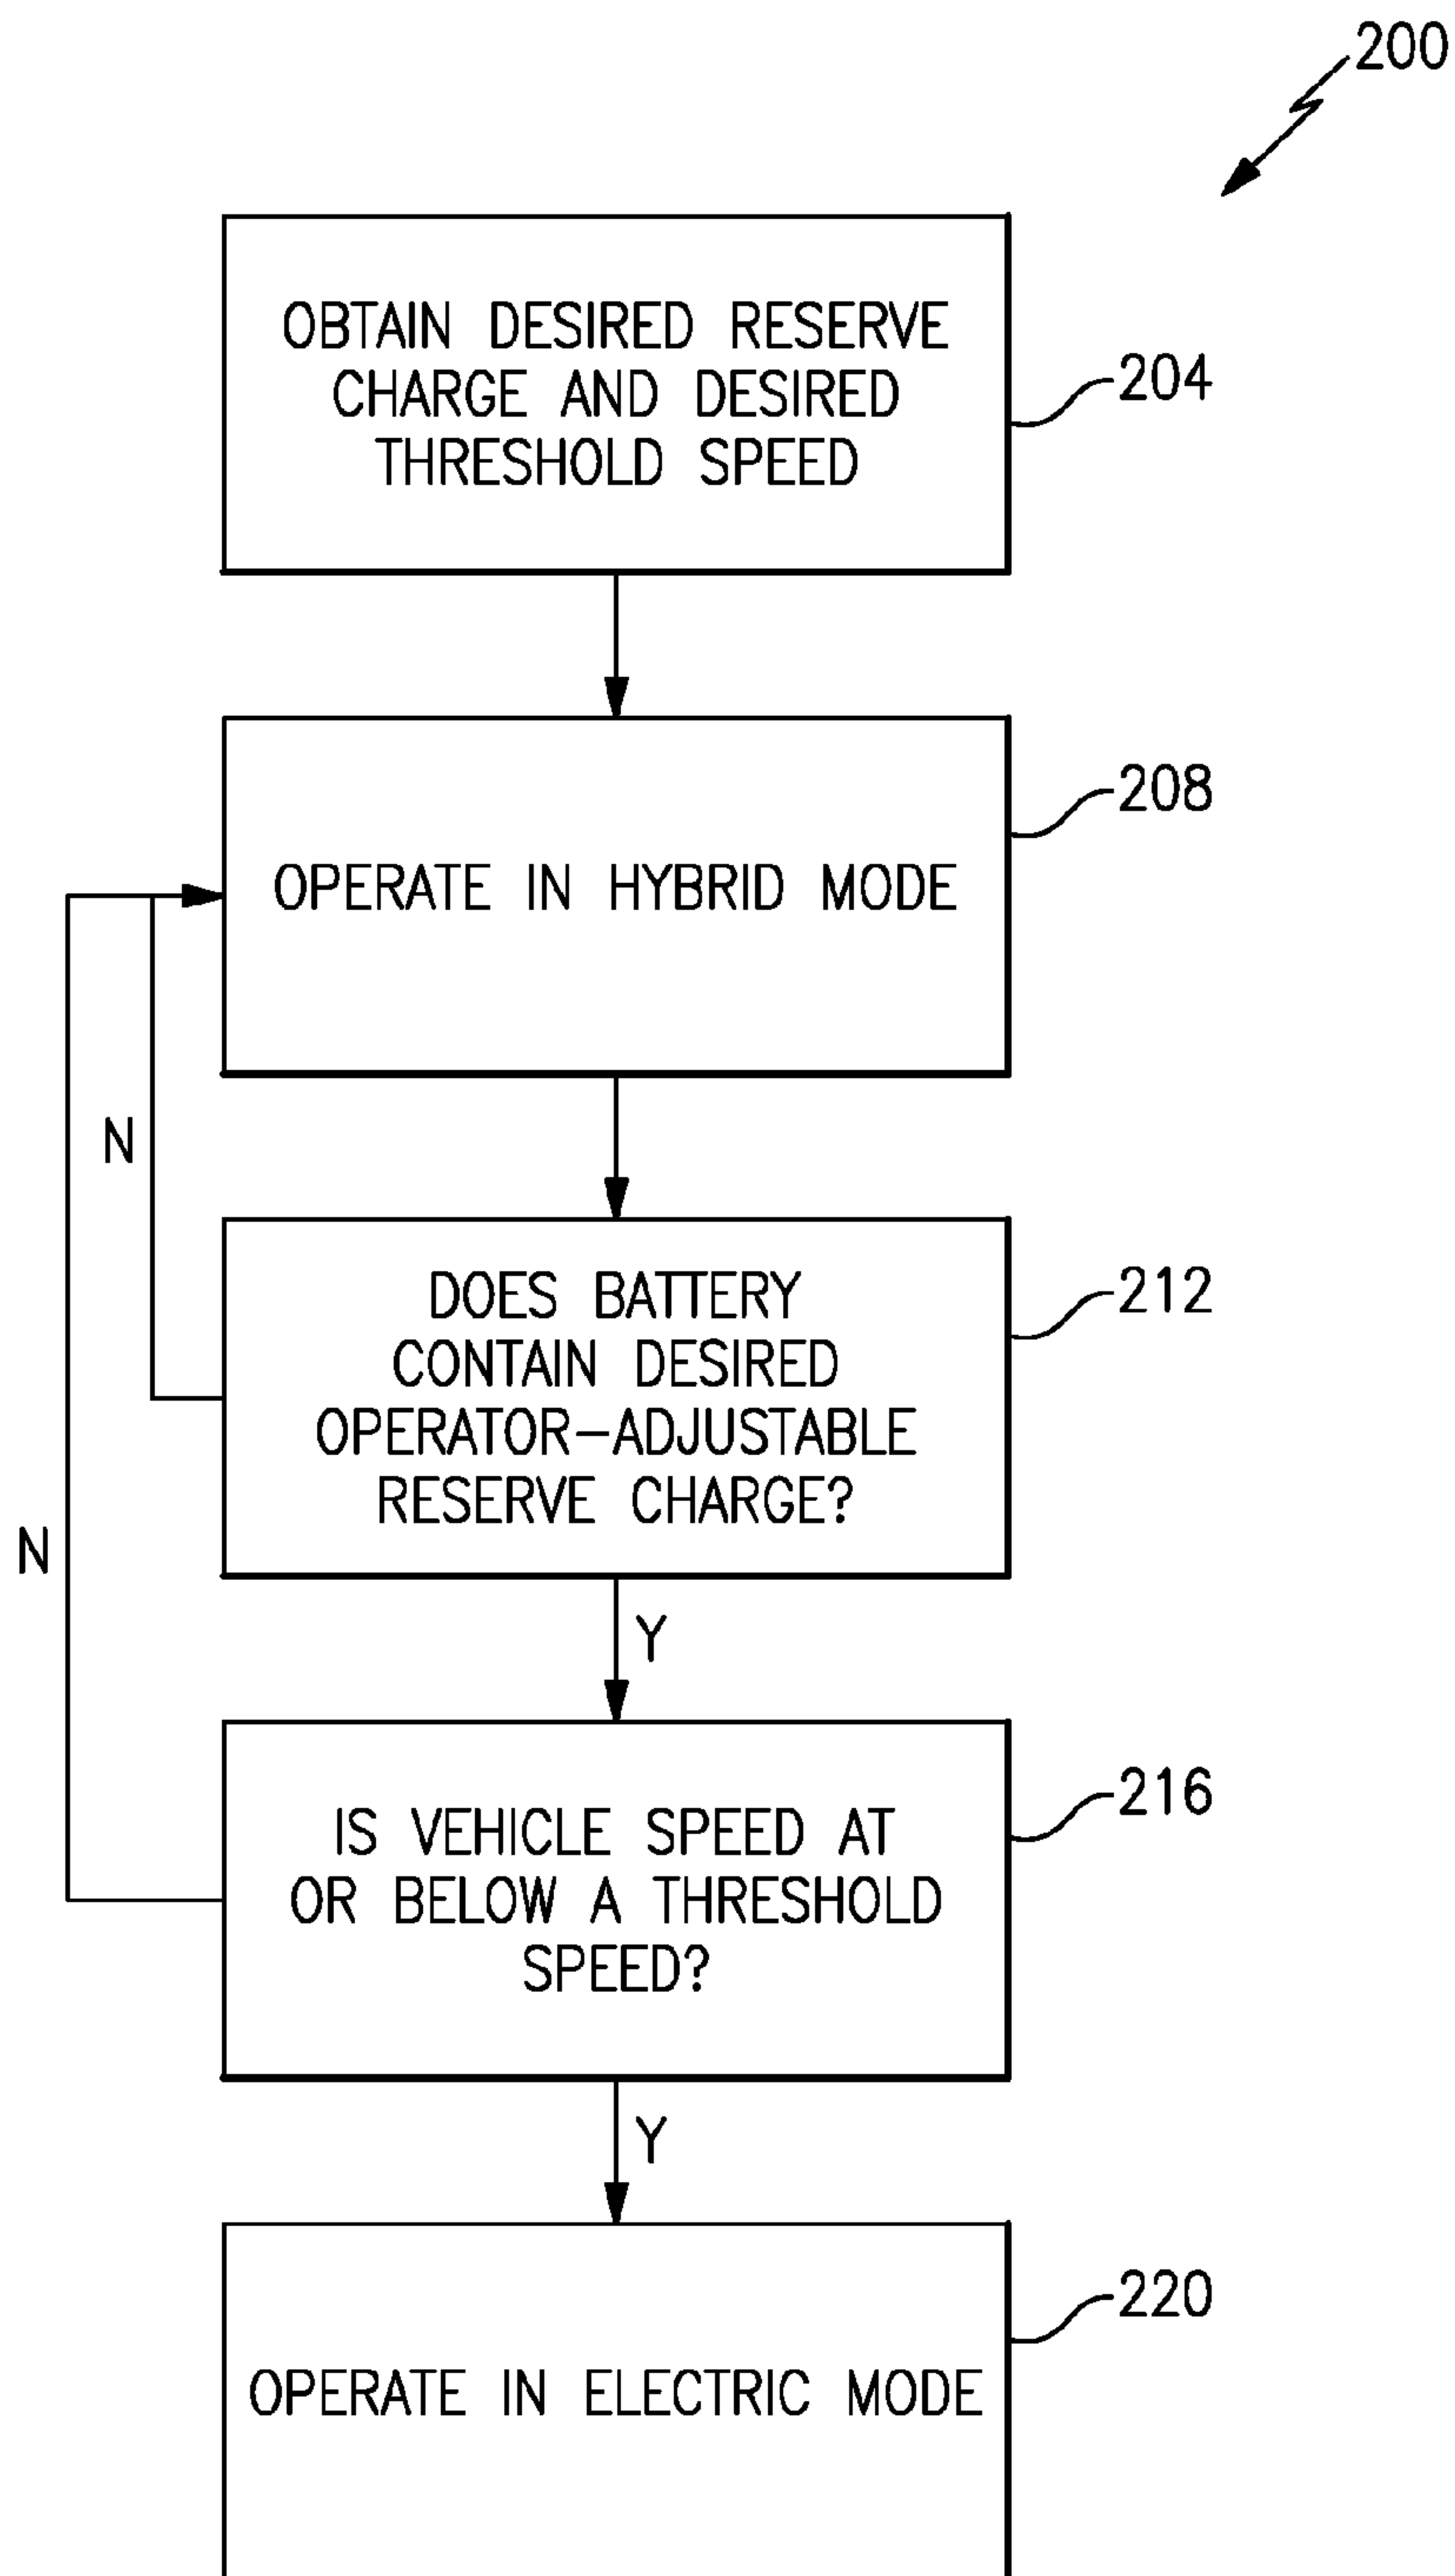 200
OBTAIN DESIRED RESERVE
CHARGE AND DESIRED
THRESHOLD SPEED
204
OPERATE IN HYBRID MODE
208
N
DOES BATTERY
CONTAIN DESIRED
OPERATOR-ADJUSTABLE
RESERVE CHARGE?
212
N
Y
IS VEHICLE SPEED AT
OR BELOW A THRESHOLD
SPEED?
216
Y
OPERATE IN ELECTRIC MODE
220